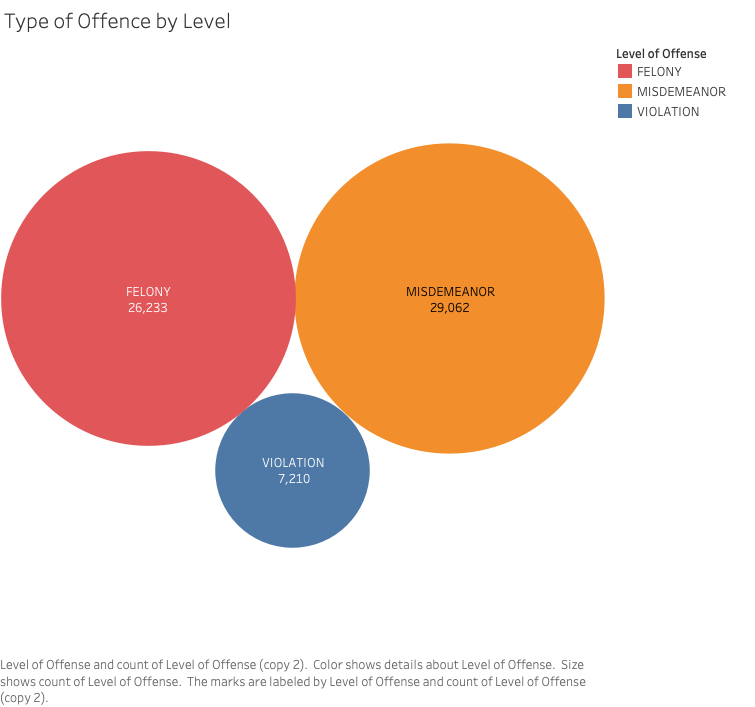 Type of Offence by Level
Level of Offense
FELONY
MISDEMEANOR
VIOLATION
FELONY
26,233
MISDEMEANOR
29,062
VIOLATION
7,210
Level of Offense and count of Level of Offense (copy 2).  Color shows details about Level of Offense.  Size
shows count of Level of Offense.  The marks are labeled by Level of Offense and count of Level of Offense
(copy 2).